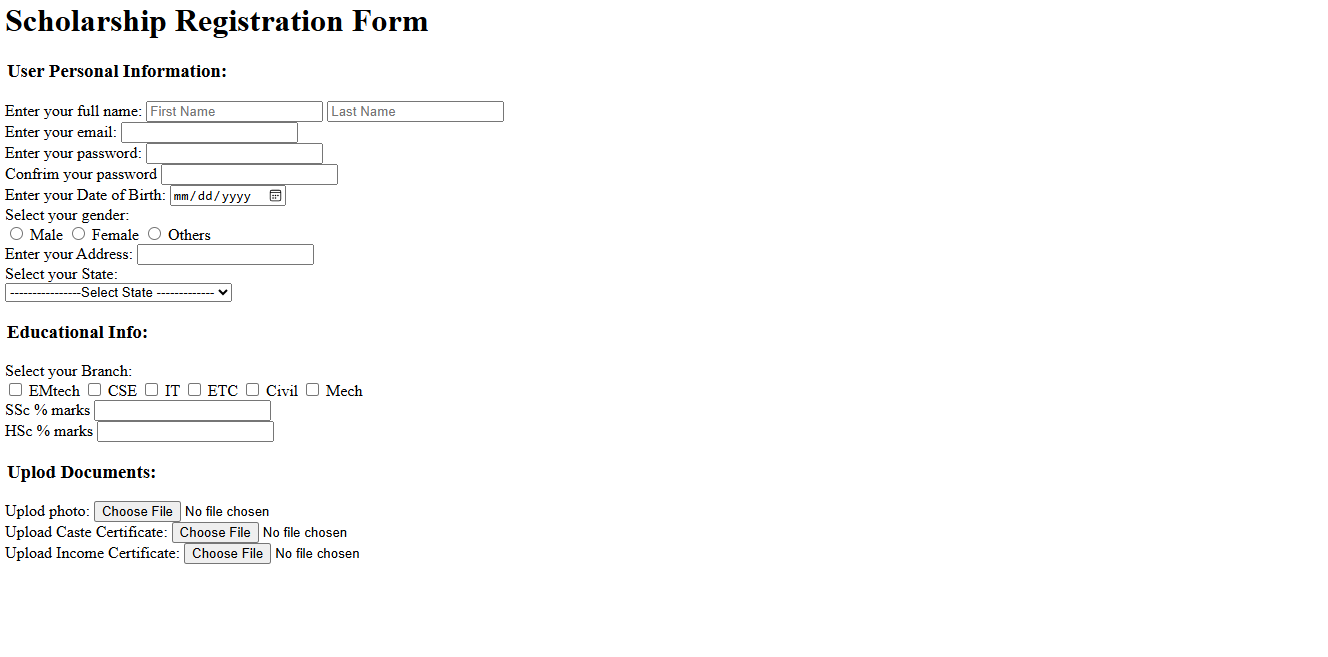 Scholarship Registration Form
User Personal Information:
Enter your full name: First Name Last Name
Enter your email:
Enter your password:
Confrim your password
Enter your Date of Birth: mm/dd/yyyy
Select your gender:
Male Female Others
Enter your Address:
Select your State:
----------------Select State -------------
Educational Info:
Select your Branch:
EMtech CSE IT ETC Civil Mech
SSc % marks
HSc % marks
Uplod Documents:
Uplod photo: Choose File No file chosen
Upload Caste Certificate: Choose File No file chosen
Upload Income Certificate: Choose File No file chosen